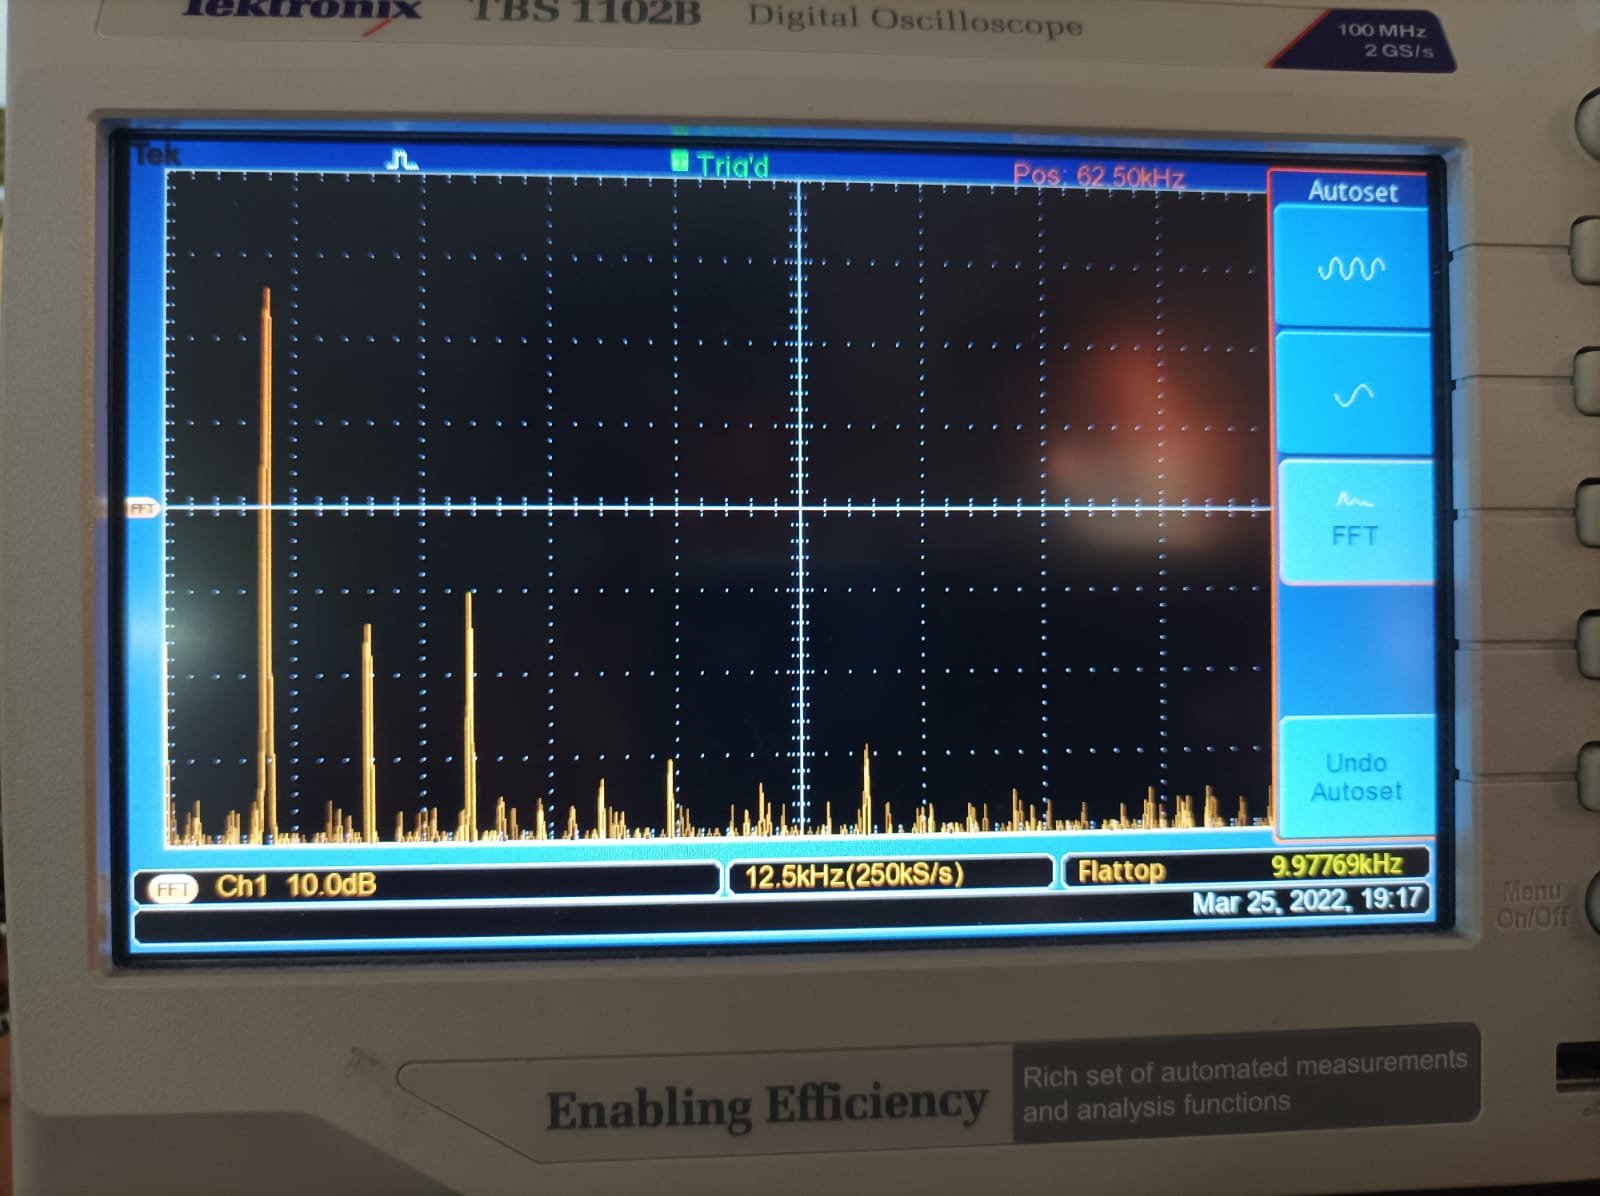 Tektronix TBS 1102B Digital Oscilloscope
100 MHz
2 GS/s
Tek Trig'd Pos: 62.50kHz
Autoset
FFT
FFT
Undo
Autoset
FFT Ch1 10.0dB 12.5kHz(250kS/s) Flattop 9.97769kHz
Mar 25, 2022, 19:17
Menu
On/Off
Enabling Efficiency
Rich set of automated measurements
and analysis functions